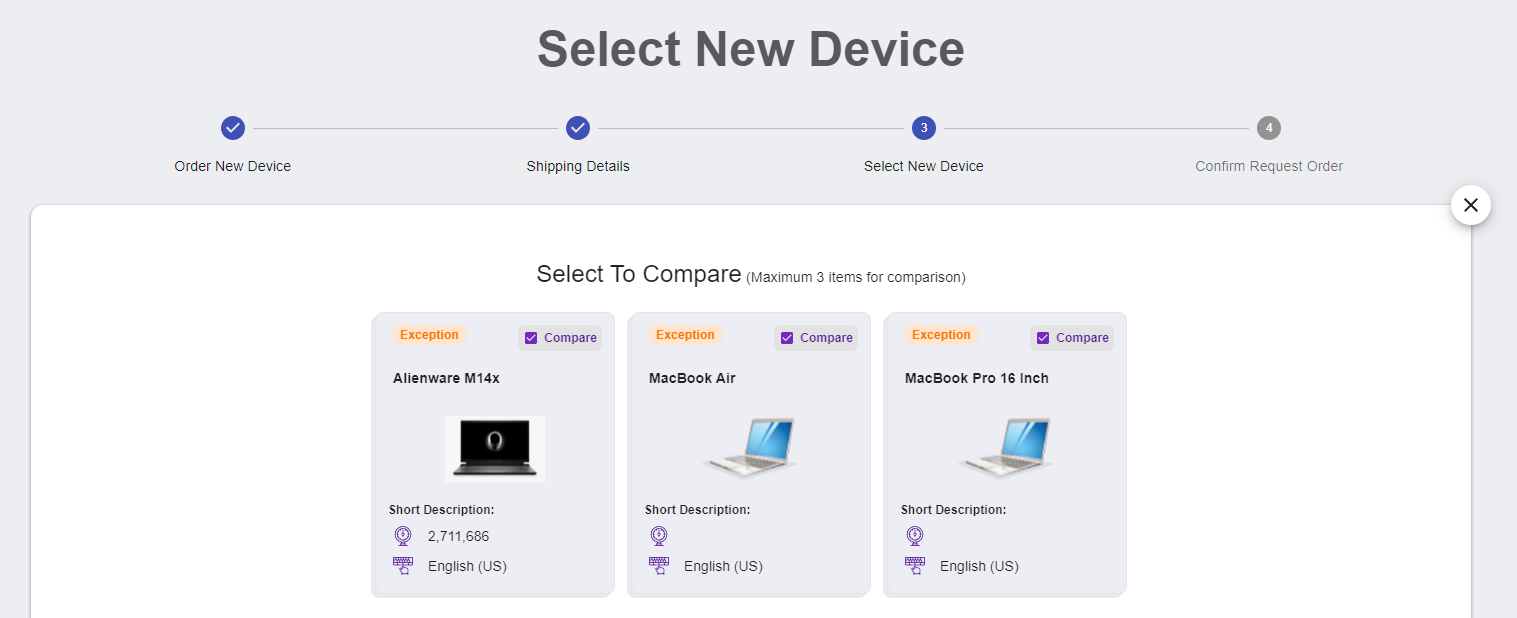 Select New Device
3
4
Order New Device
Shipping Details
Select New Device
Confirm Request Order
Select To Compare (Maximum 3 items for comparison)
Exception
Compare
Alienware M14x
Short Description:
2,711,686
English (US)
Exception
Compare
MacBook Air
Short Description:
English (US)
Exception
Compare
MacBook Pro 16 Inch
Short Description:
English (US)